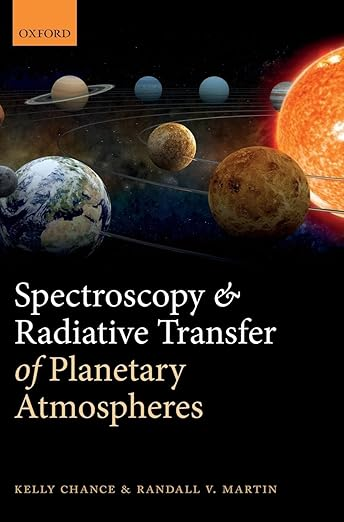 OXFORD
Spectroscopy &
Radiative Transfer
of Planetary
Atmospheres
KELLY CHANCE & RANDALL V. MARTIN